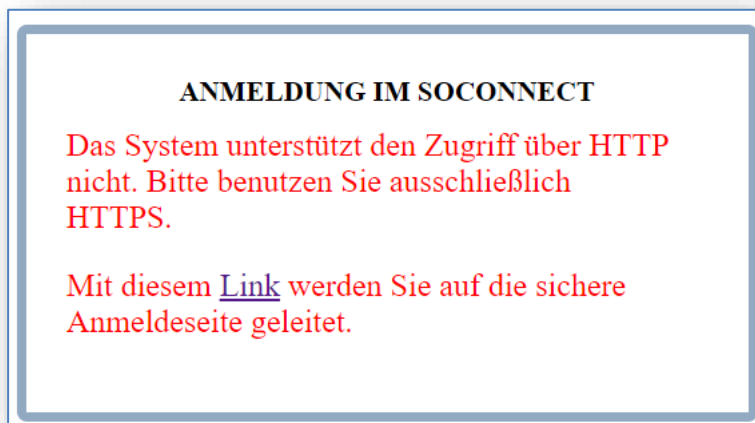 ANMELDUNG IM SOCONNECT
Das System unterstützt den Zugriff über HTTP
nicht. Bitte benutzen Sie ausschließlich
HTTPS.
Mit diesem Link werden Sie auf die sichere
Anmeldeseite geleitet.